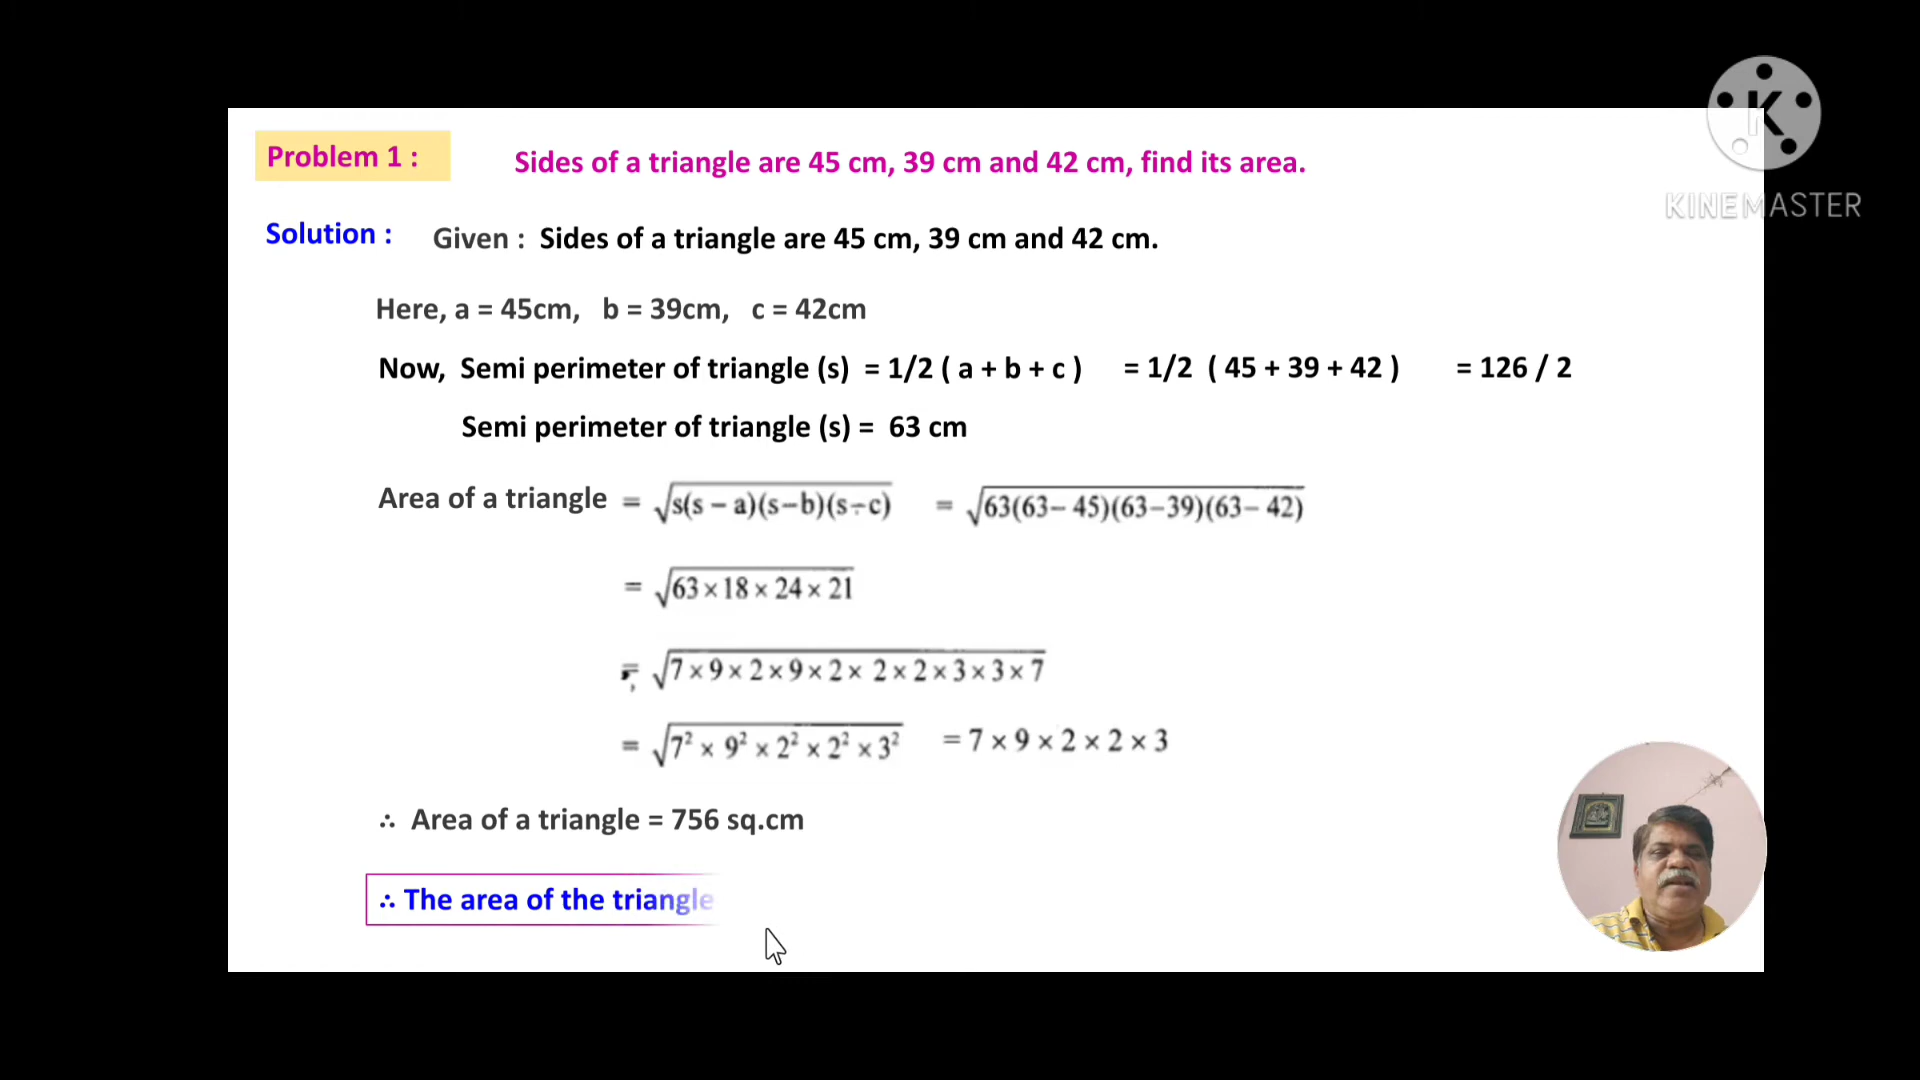 K
KINEMASTER
Problem 1 : Sides of a triangle are 45 cm, 39 cm and 42 cm, find its area.
Solution : Given : Sides of a triangle are 45 cm, 39 cm and 42 cm.
Here, a = 45cm, b = 39cm, c = 42cm
Now, Semi perimeter of triangle (s) = 1/2 ( a + b + c ) = 1/2 ( 45 + 39 + 42 ) = 126 / 2
Semi perimeter of triangle (s) = 63 cm
Area of a triangle = √s(s − a)(s−b)(s−c) = √63(63− 45)(63−39)(63− 42)
= √63 × 18 × 24 × 21
= √7 × 9 × 2 × 9 × 2 × 2 × 2 × 3 × 3 × 7
= √7² × 9² × 2² × 2² × 3² = 7 × 9 × 2 × 2 × 3
∴ Area of a triangle = 756 sq.cm
∴ The area of the triangle